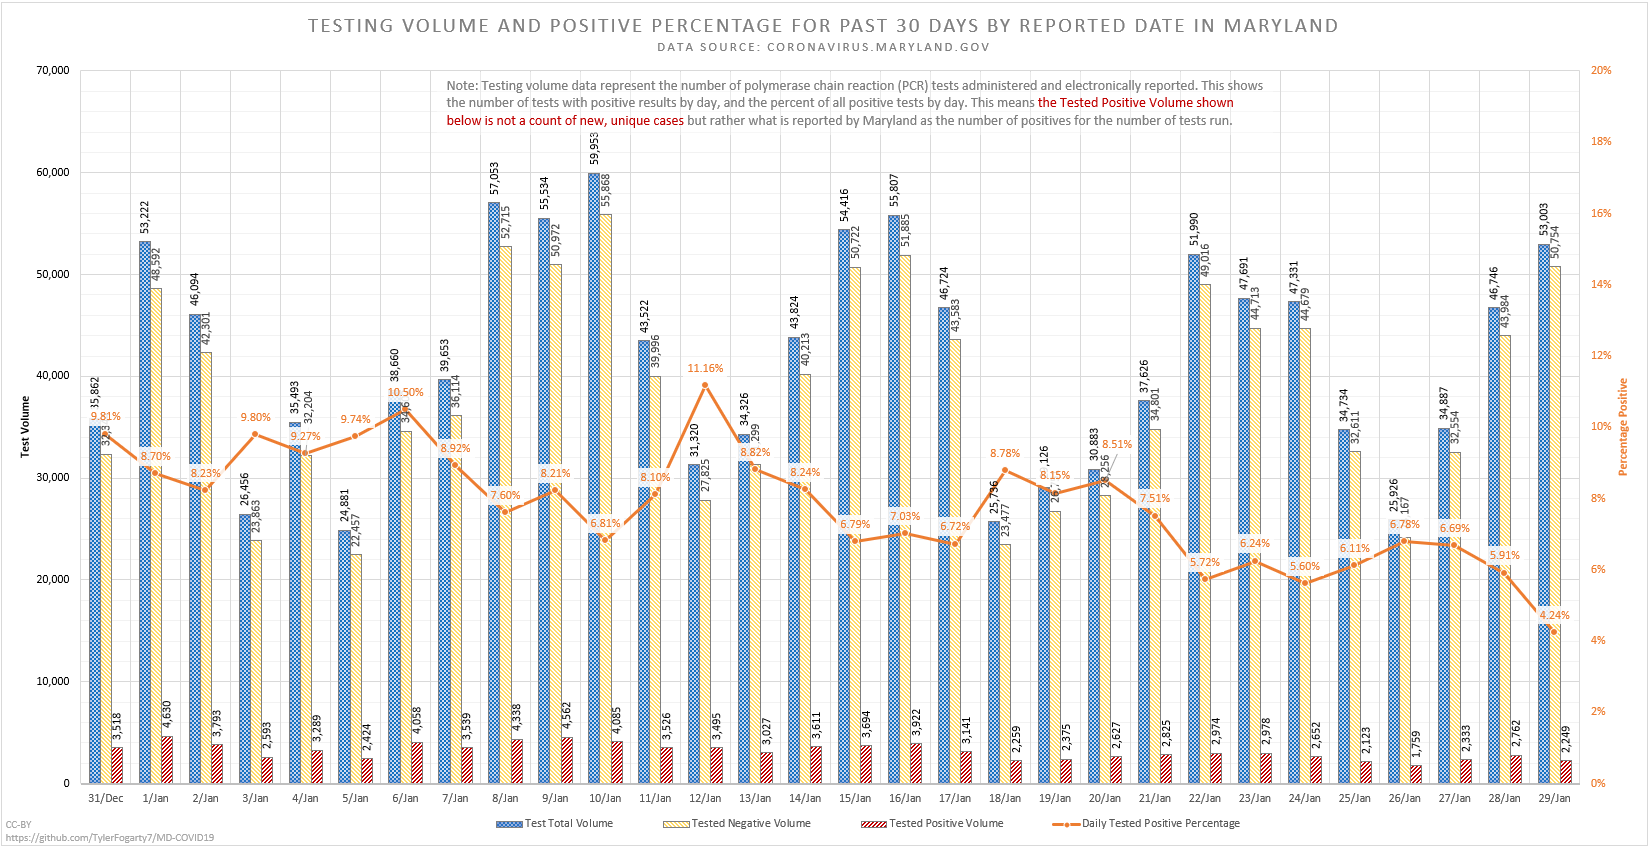 TESTING VOLUME AND POSITIVE PERCENTAGE FOR PAST 30 DAYS BY REPORTED DATE IN MARYLAND
DATA SOURCE: CORONAVIRUS.MARYLAND.GOV
Note: Testing volume data represent the number of polymerase chain reaction (PCR) tests administered and electronically reported. This shows
the number of tests with positive results by day, and the percent of all positive tests by day. This means the Tested Positive Volume shown
below is not a count of new, unique cases but rather what is reported by Maryland as the number of positives for the number of tests run.
70,000
60,000
50,000
40,000
30,000
20,000
10,000
0
Test Volume
20%
18%
16%
14%
12%
10%
8%
6%
4%
2%
0%
Percentage Positive
35,862 9.81% 3,518
53,222 48,592 8.70% 4,630
46,094 42,301 8.23% 3,793
9.80% 26,456 23,863 2,593
35,493 32,204 9.27% 3,289
9.74% 24,881 22,457 2,424
38,660 10.50% 4,058
39,653 36,114 8.92% 3,539
57,053 52,715 7.60% 4,338
55,534 50,972 8.21% 4,562
59,953 55,868 6.81% 4,085
43,522 39,996 8.10% 3,526
11.16% 31,320 27,825 3,495
34,326 8.82% 3,027
43,824 40,213 8.24% 3,611
54,416 50,722 6.79% 3,694
55,807 51,885 7.03% 3,922
46,724 43,583 6.72% 3,141
8.78% 25,736 23,477 2,259
8.15% 2,375
30,883 28,256 8.51% 2,627
37,626 34,801 7.51% 2,825
51,990 49,016 5.72% 2,974
47,691 44,713 6.24% 2,978
47,331 44,679 5.60% 2,652
34,734 32,611 6.11% 2,123
25,926 6.78% 1,759
34,887 32,554 6.69% 2,333
46,746 43,984 5.91% 2,762
53,003 50,754 4.24% 2,249
31/Dec 1/Jan 2/Jan 3/Jan 4/Jan 5/Jan 6/Jan 7/Jan 8/Jan 9/Jan 10/Jan 11/Jan 12/Jan 13/Jan 14/Jan 15/Jan 16/Jan 17/Jan 18/Jan 19/Jan 20/Jan 21/Jan 22/Jan 23/Jan 24/Jan 25/Jan 26/Jan 27/Jan 28/Jan 29/Jan
Test Total Volume Tested Negative Volume Tested Positive Volume Daily Tested Positive Percentage
CC-BY
https://github.com/TylerFogarty7/MD-COVID19